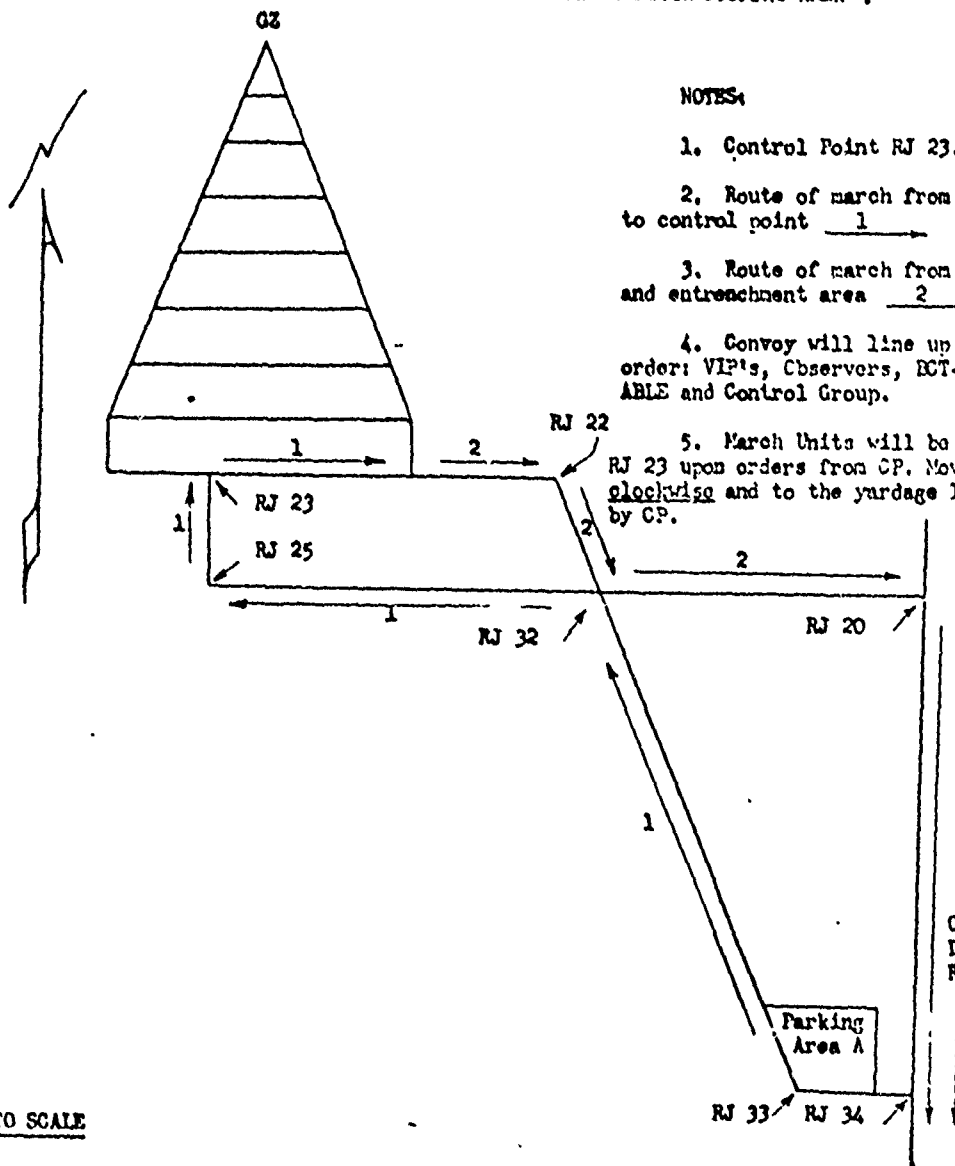 GZ
NOTES:
1. Control Point RJ 23.
2. Route of march from
to control point 1
3. Route of march from
and entrenchment area 2
4. Convoy will line up
order: VIP's, Observers, BCT-
ABLE and Control Group.
5. March Units will be
RJ 23 upon orders from CP. Mov
clockwise and to the yardage l
by CP.
RJ 22
1
2
RJ 23
1
RJ 25
2
2
1
RJ 32
RJ 20
1
Parking
Area A
RJ 33
RJ 34
TO SCALE